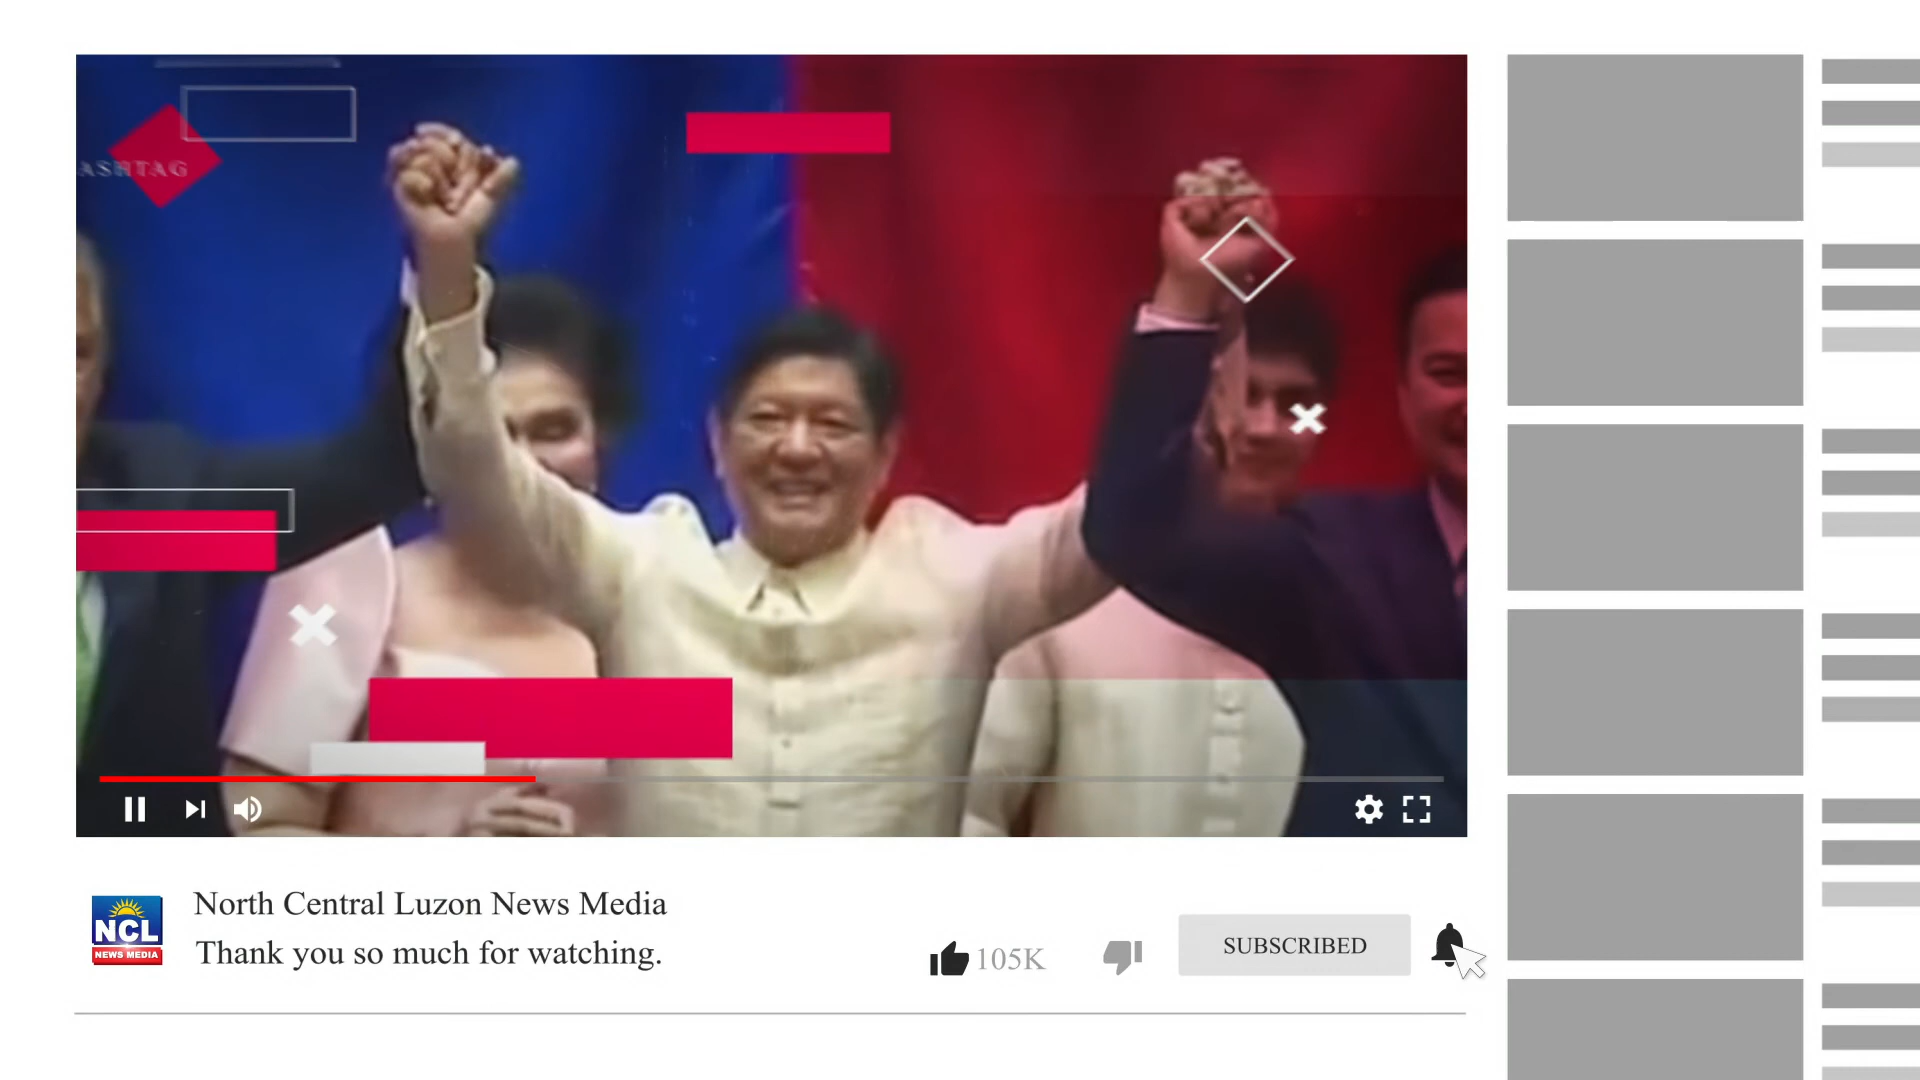 ASHTAG
NCL
NEWS MEDIA
North Central Luzon News Media
Thank you so much for watching.
105K
SUBSCRIBED